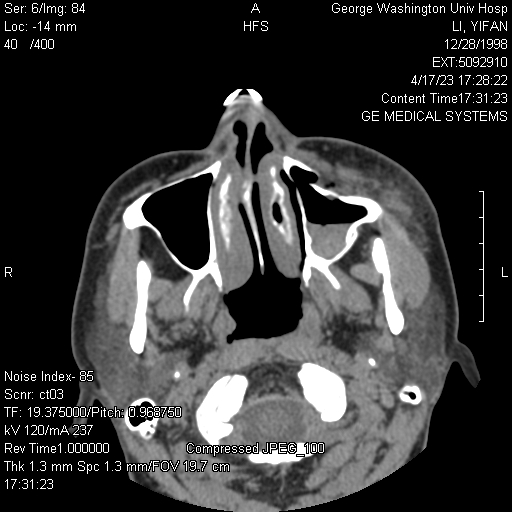 Ser: 6/Img: 84
Loc: -14 mm
40 /400
A
HFS
George Washington Univ Hosp
LI, YIFAN
12/28/1998
EXT:5092910
4/17/23 17:28:22
Content Time17:31:23
GE MEDICAL SYSTEMS
R
L
Noise Index- 85
Scnr: ct03
TF: 19.375000/Pitch: 0.968750
kV 120/mA 237
Rev Time1.000000
Compressed JPEG_100
Thk 1.3 mm Spc 1.3 mm/FOV 19.7 cm
17:31:23